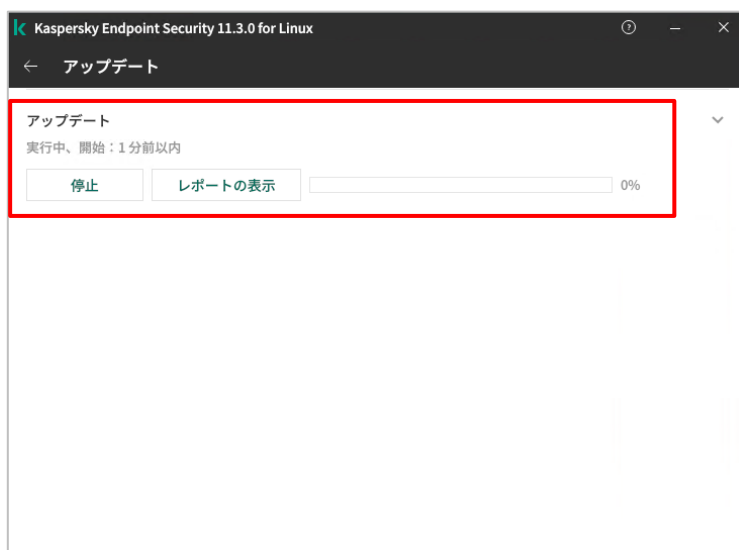 Kaspersky Endpoint Security 11.3.0 for Linux
アップデート
アップデート
実行中、開始：1 分前以内
停止 レポートの表示 0%